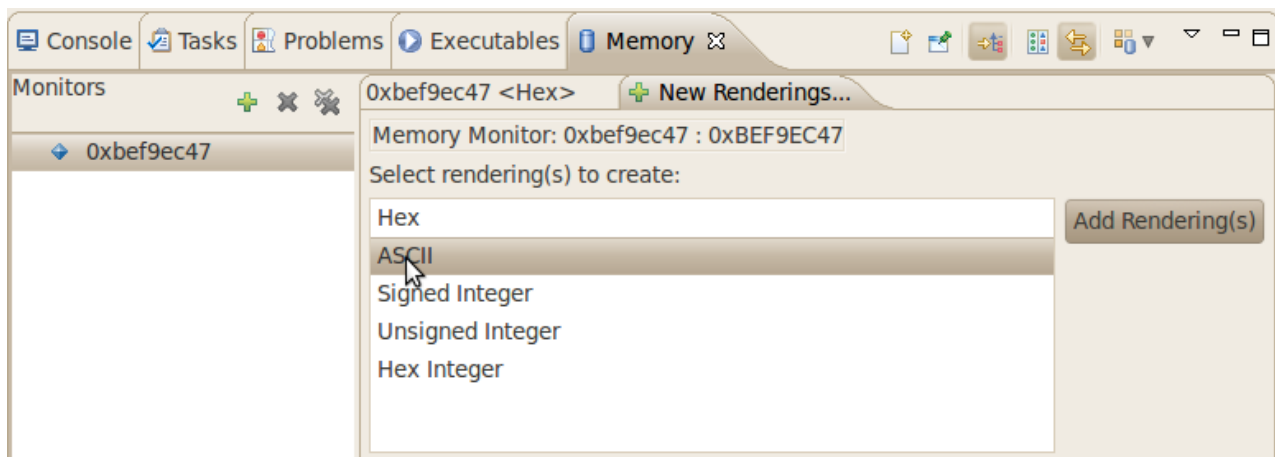 Console Tasks Problems Executables Memory
Monitors
0xbef9ec47
0xbef9ec47 <Hex> New Renderings...
Memory Monitor: 0xbef9ec47 : 0xBEF9EC47
Select rendering(s) to create:
Hex
ASCII
Signed Integer
Unsigned Integer
Hex Integer
Add Rendering(s)